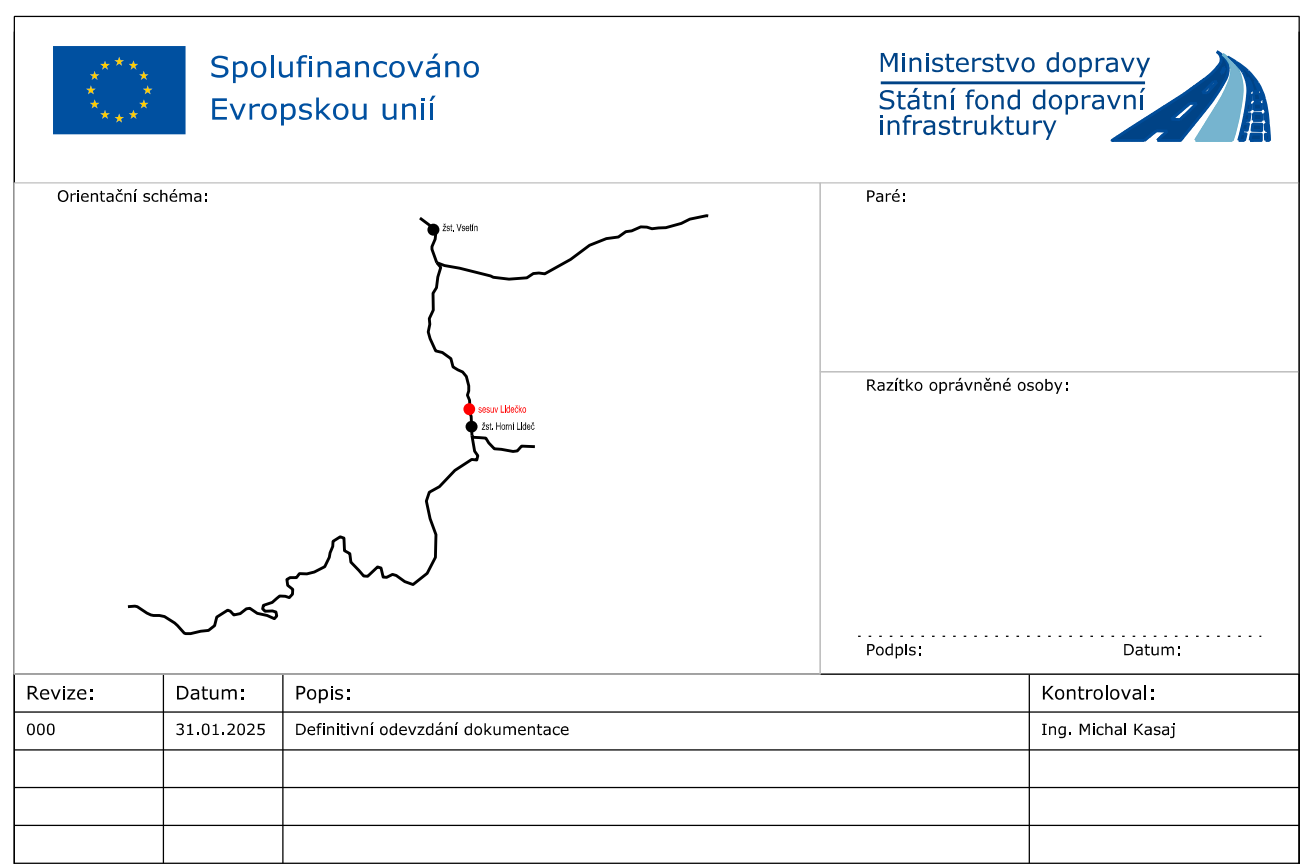 Spolufinancováno
Evropskou unií
Ministerstvo dopravy
Státní fond dopravní
infrastruktury
Orientační schéma:
žst. Vsetín
sesuv Lidečko
žst. Horní Lideč
Paré:
Razítko oprávněné osoby:
Podpis: Datum:
Revize: Datum: Popis: Kontroloval:
000 31.01.2025 Definitivní odevzdání dokumentace Ing. Michal Kasaj